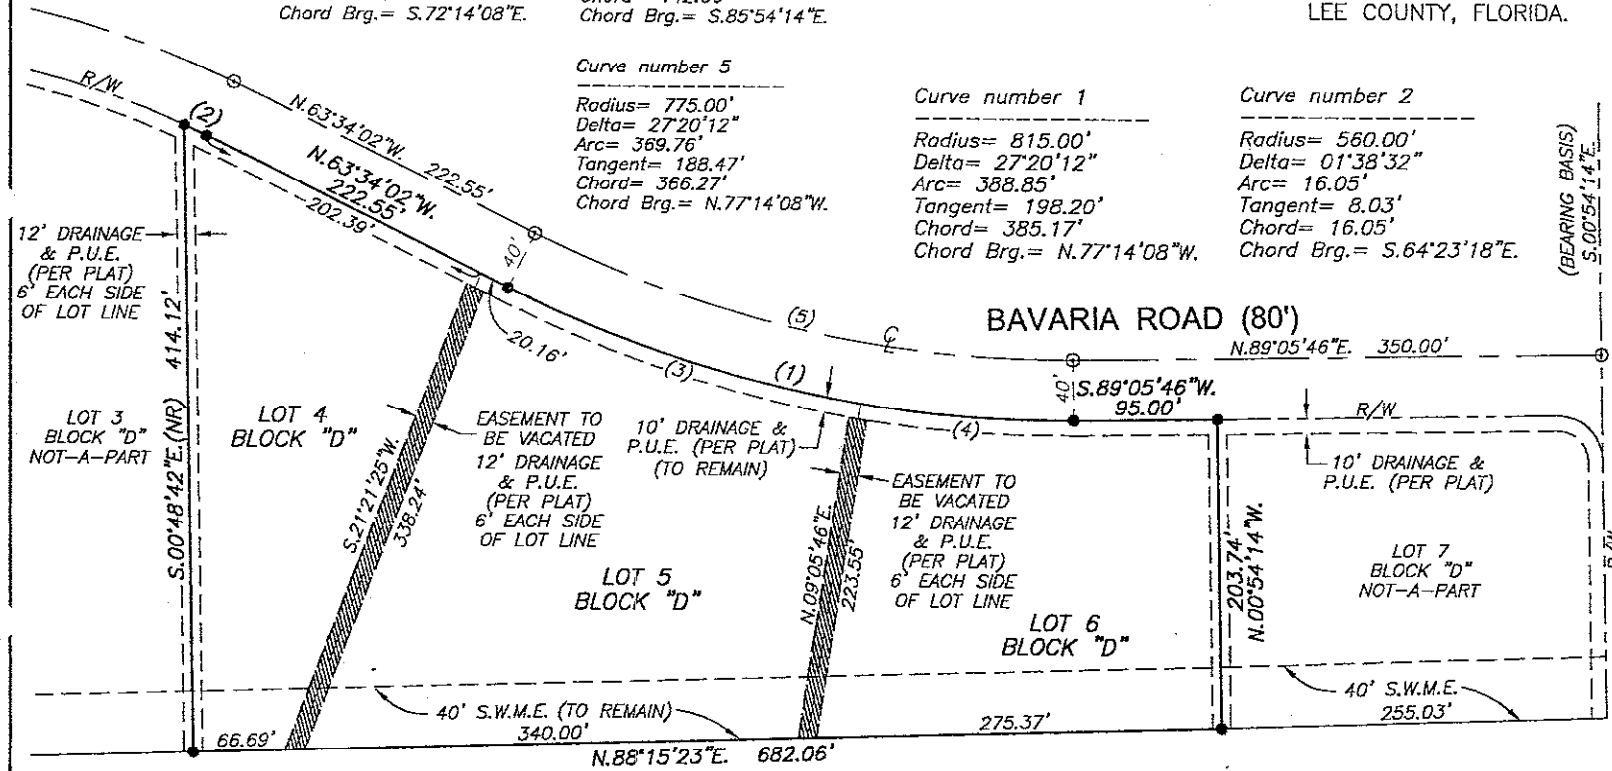 Chord Brg.= S.72°14'08"E.
Chord Brg.= S.85°54'14"E.
LEE COUNTY, FLORIDA.
Curve number 5
Radius= 775.00'
Delta= 27°20'12"
Arc= 369.76'
Tangent= 188.47'
Chord= 366.27'
Chord Brg.= N.77°14'08"W.
Curve number 1
Radius= 815.00'
Delta= 27°20'12"
Arc= 388.85'
Tangent= 198.20'
Chord= 385.17'
Chord Brg.= N.77°14'08"W.
Curve number 2
Radius= 560.00'
Delta= 01°38'32"
Arc= 16.05'
Tangent= 8.03'
Chord= 16.05'
Chord Brg.= S.64°23'18"E.
(BEARING BASIS)
S.00°54'14"E.
R/W
(2)
N.63°34'02"W. 222.55'
N.63°34'02"W.
222.55'
202.39'
40'
20.16'
12' DRAINAGE
& P.U.E.
(PER PLAT)
6' EACH SIDE
OF LOT LINE
S.00°48'42"E.(NR) 414.12'
(5)
CL
BAVARIA ROAD (80')
N.89°05'46"E. 350.00'
(3)
(1)
40'
S.89°05'46"W.
95.00'
R/W
(4)
LOT 3
BLOCK "D"
NOT-A-PART
LOT 4
BLOCK "D"
S.21°21'25"W.
338.24'
EASEMENT TO
BE VACATED
12' DRAINAGE
& P.U.E.
(PER PLAT)
6' EACH SIDE
OF LOT LINE
10' DRAINAGE &
P.U.E. (PER PLAT)
(TO REMAIN)
EASEMENT TO
BE VACATED
12' DRAINAGE
& P.U.E.
(PER PLAT)
6' EACH SIDE
OF LOT LINE
N.09°05'46"E.
223.55'
10' DRAINAGE &
P.U.E. (PER PLAT)
LOT 5
BLOCK "D"
LOT 6
BLOCK "D"
203.74'
N.00°54'14"W.
LOT 7
BLOCK "D"
NOT-A-PART
40' S.W.M.E. (TO REMAIN)
40' S.W.M.E.
66.69'
340.00'
275.37'
255.03'
N.88°15'23"E. 682.06'